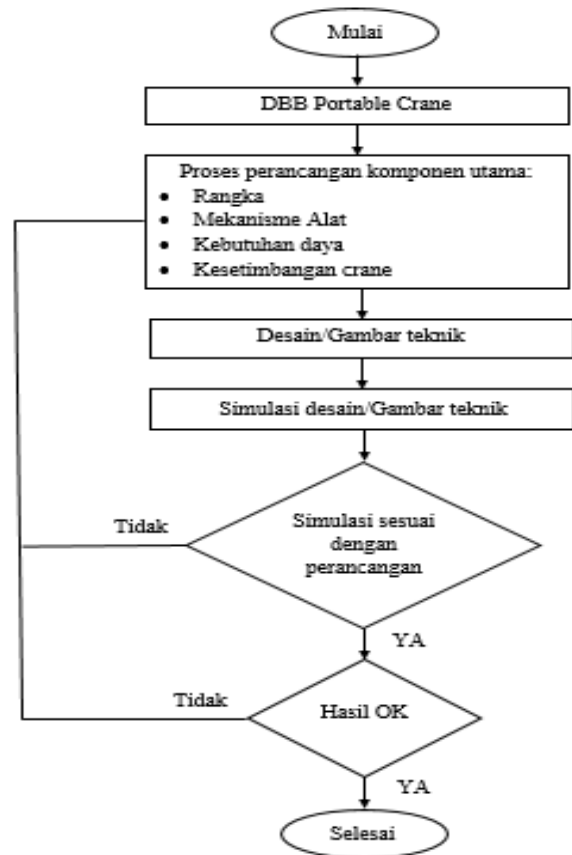 Mulai
DBB Portable Crane
Proses perancangan komponen utama:
• Rangka
• Mekanisme Alat
• Kebutuhan daya
• Kesetimbangan crane
Desain/Gambar teknik
Simulasi desain/Gambar teknik
Simulasi sesuai
dengan
perancangan
Tidak
YA
Hasil OK
Tidak
YA
Selesai